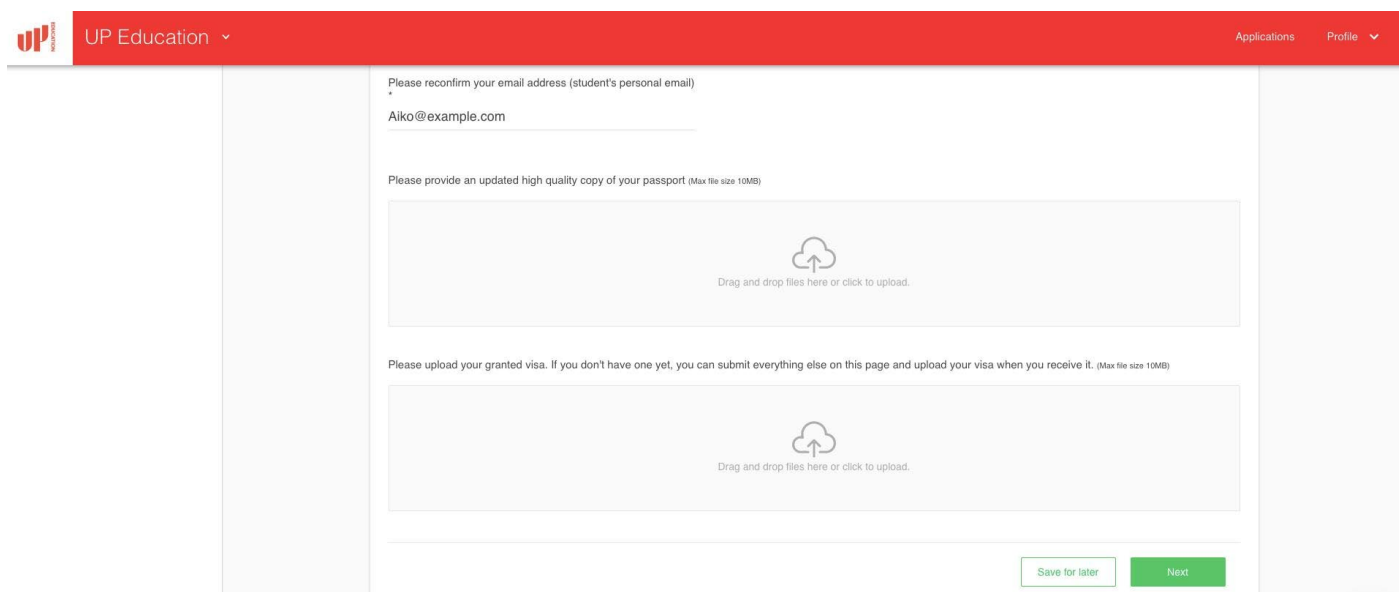 UP EDUCATION
UP Education
Applications
Profile
Please reconfirm your email address (student's personal email)
*
Aiko@example.com
Please provide an updated high quality copy of your passport (Max file size 10MB)
Drag and drop files here or click to upload.
Please upload your granted visa. If you don't have one yet, you can submit everything else on this page and upload your visa when you receive it. (Max file size 10MB)
Drag and drop files here or click to upload.
Save for later
Next